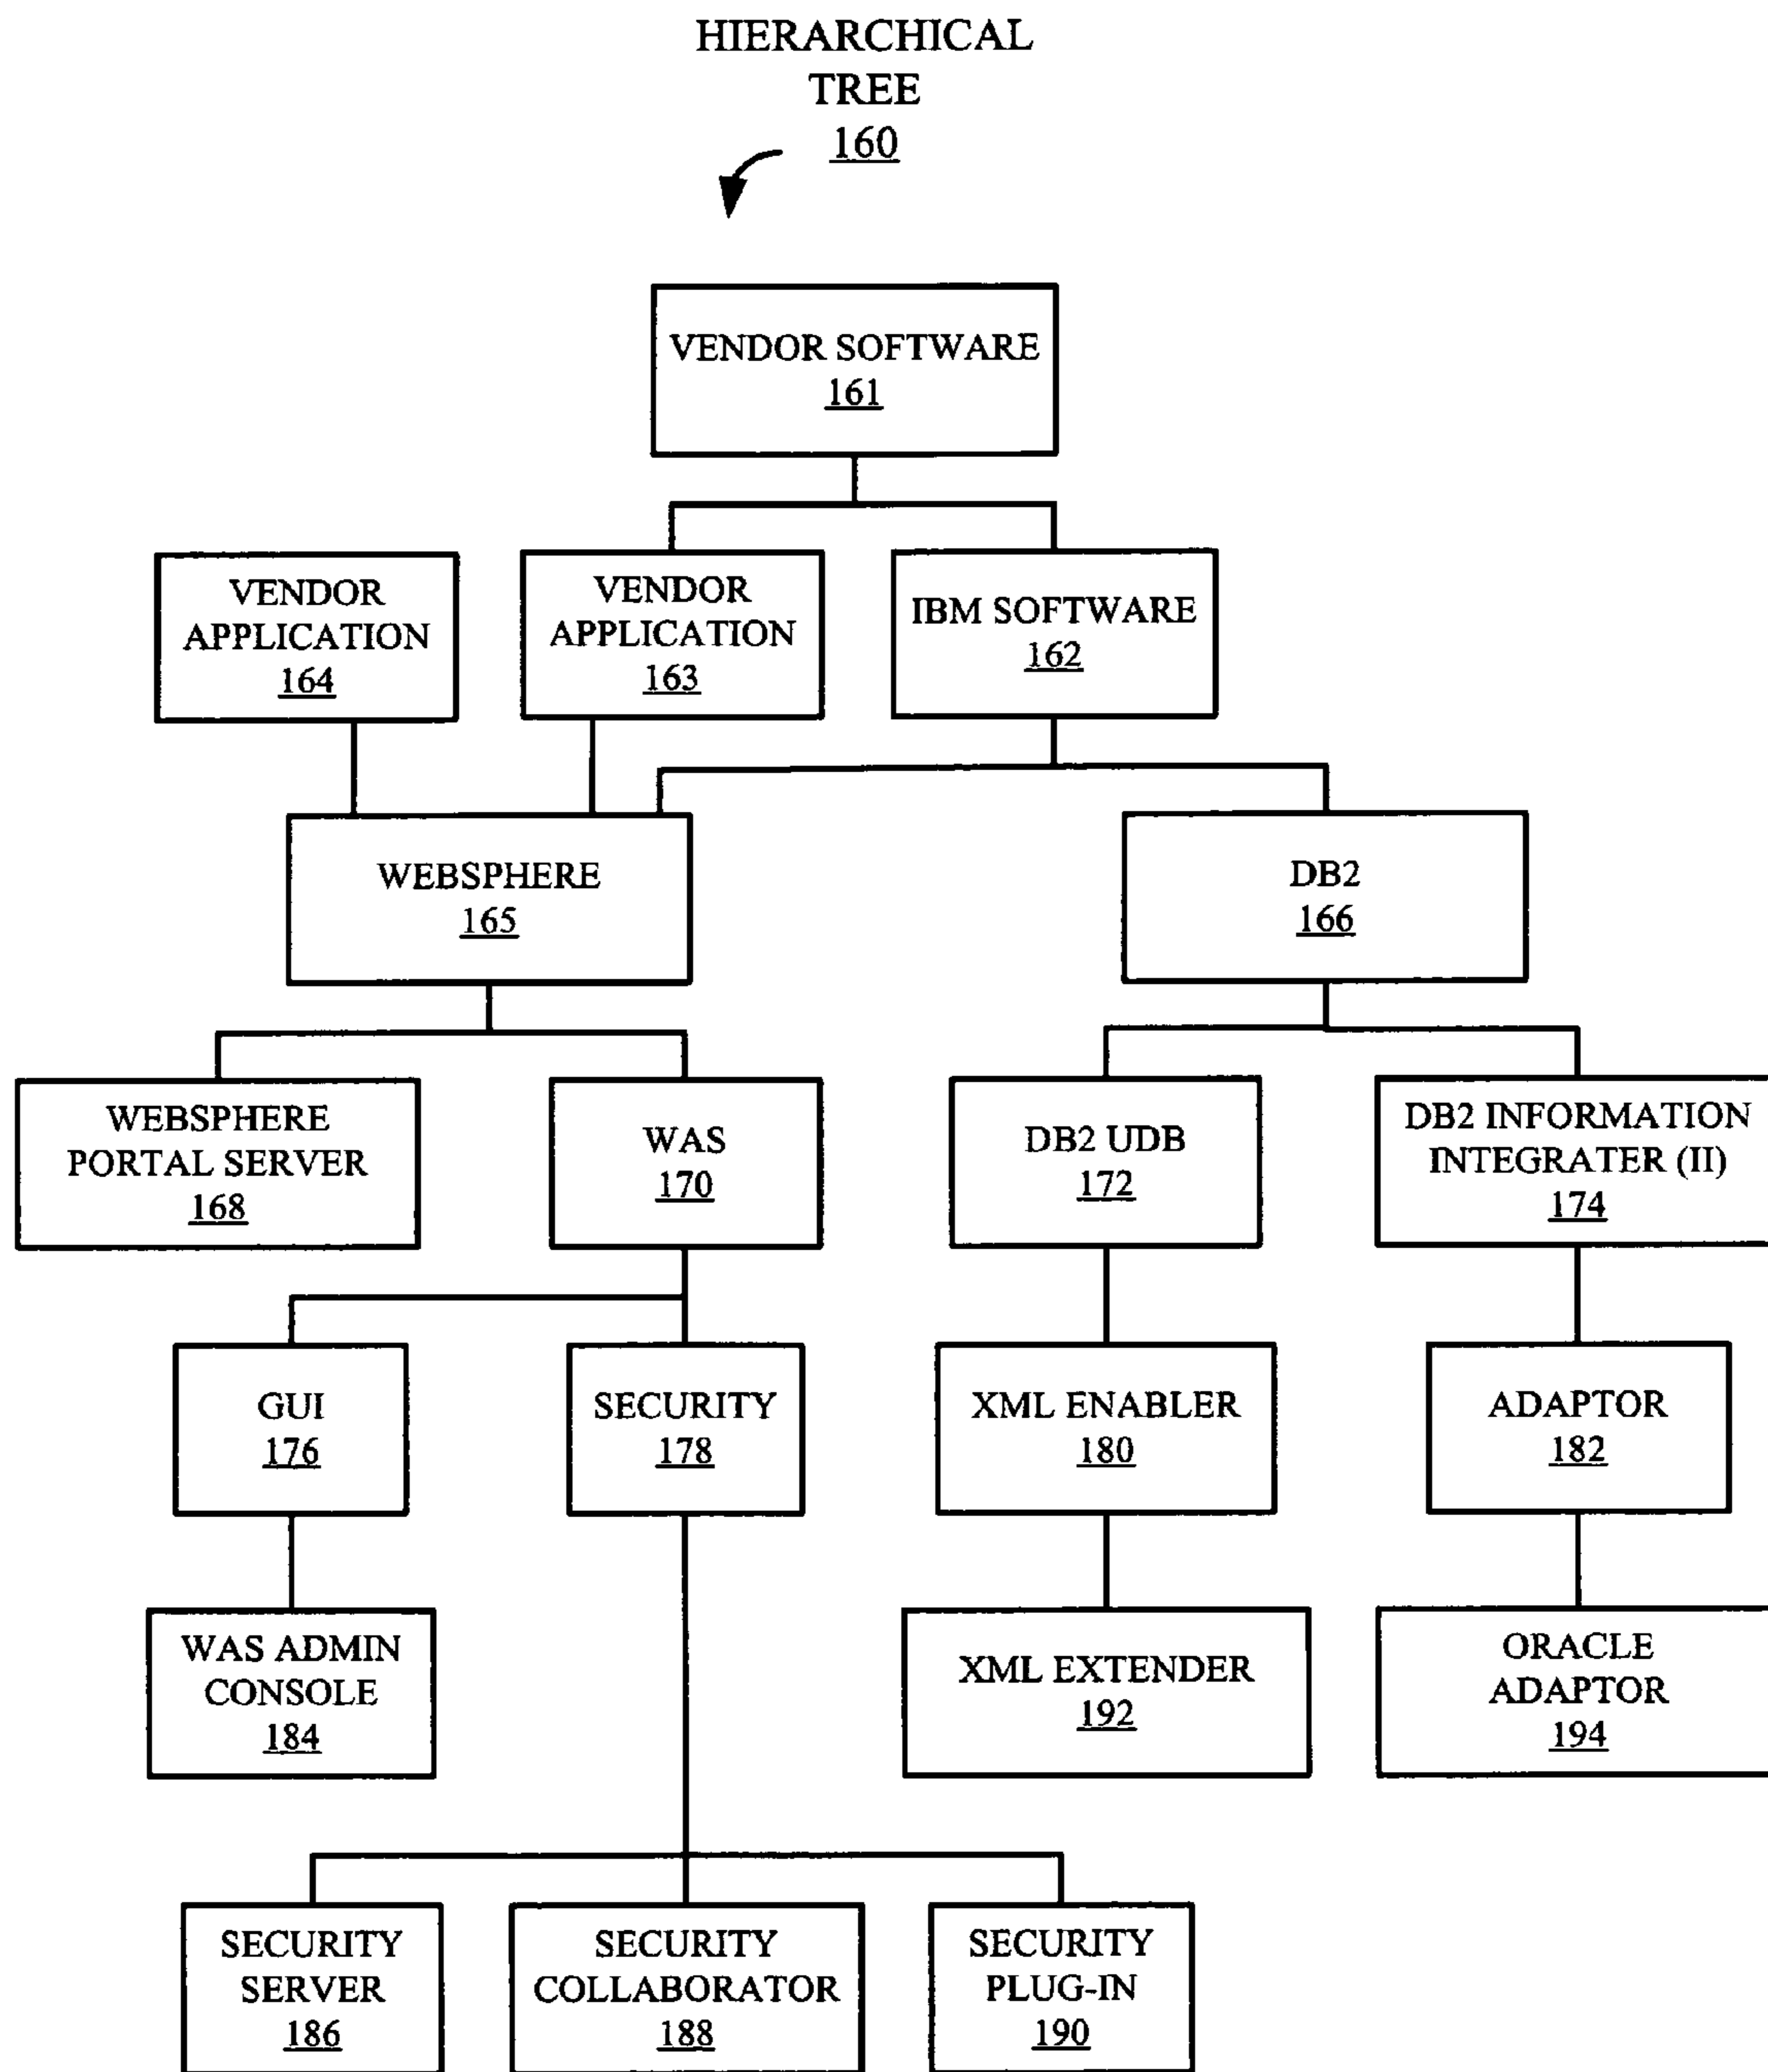 HIERARCHICAL
TREE
160
VENDOR SOFTWARE
161
VENDOR
APPLICATION
164
VENDOR
APPLICATION
163
IBM SOFTWARE
162
WEBSPHERE
165
DB2
166
WEBSPHERE
PORTAL SERVER
168
WAS
170
DB2 UDB
172
DB2 INFORMATION
INTEGRATER (II)
174
GUI
176
SECURITY
178
XML ENABLER
180
ADAPTOR
182
WAS ADMIN
CONSOLE
184
XML EXTENDER
192
ORACLE
ADAPTOR
194
SECURITY
SERVER
186
SECURITY
COLLABORATOR
188
SECURITY
PLUG-IN
190